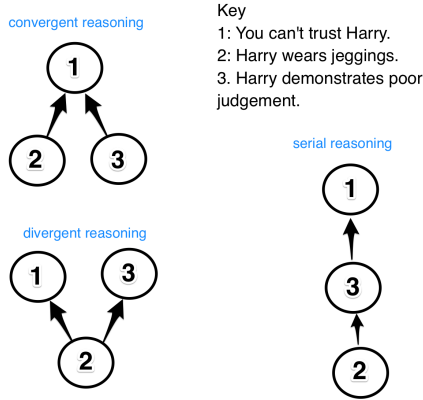 convergent reasoning
1
2
3
Key
1: You can't trust Harry.
2: Harry wears jeggings.
3. Harry demonstrates poor
judgement.
divergent reasoning
1
3
2
serial reasoning
1
3
2